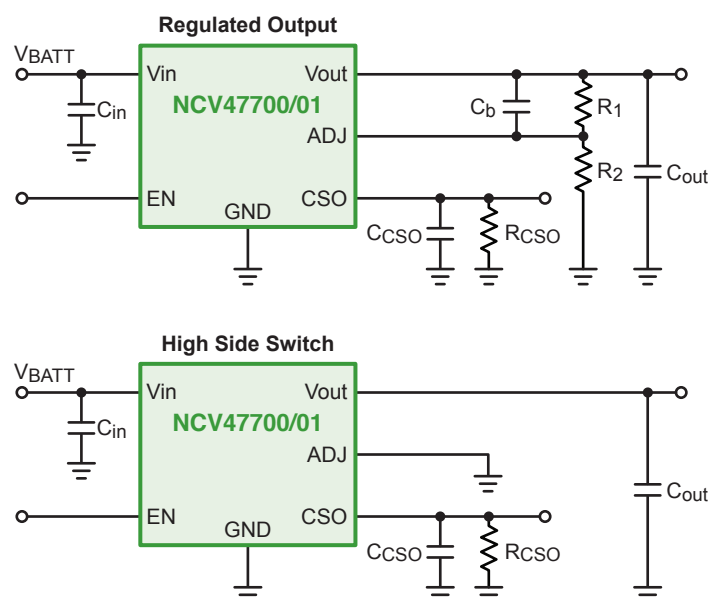 Regulated Output
VBATT
Vin
Vout
Cin
NCV47700/01
Cb
R1
ADJ
R2
Cout
EN
CSO
GND
CCSO
RCSO
High Side Switch
VBATT
Vin
Vout
Cin
NCV47700/01
ADJ
Cout
EN
CSO
GND
CCSO
RCSO